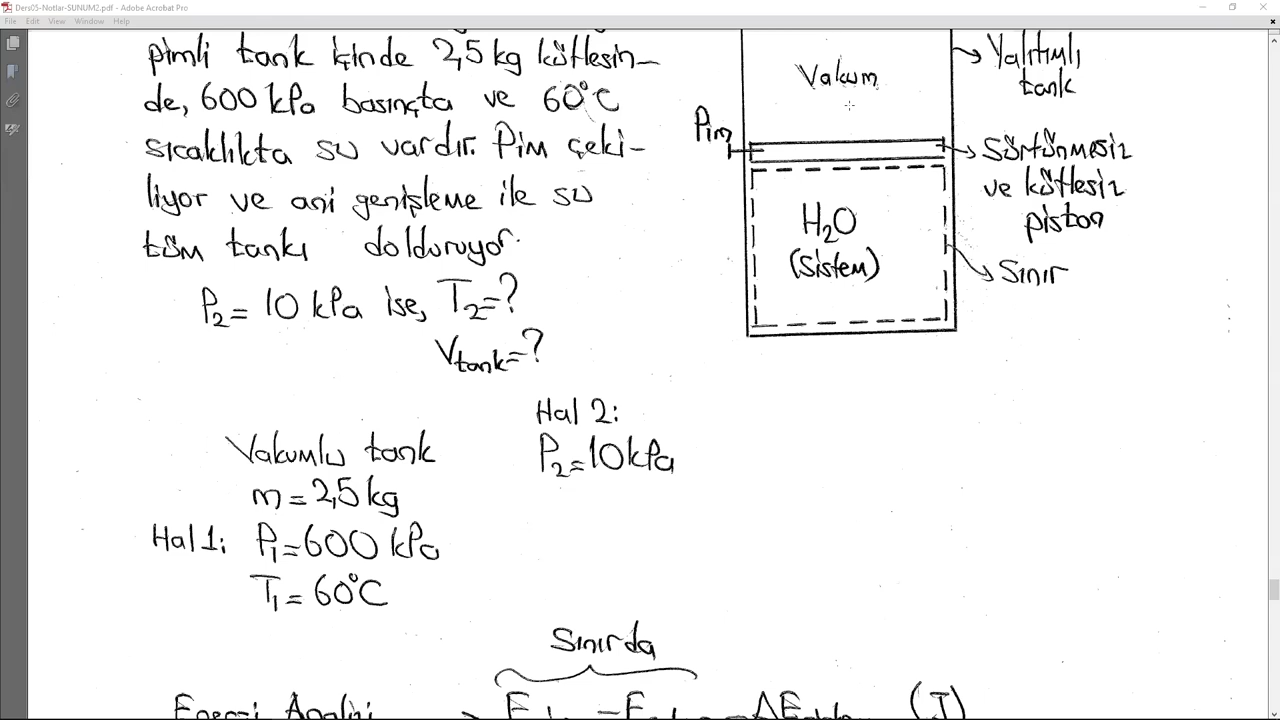 Ders05-Notlar-SUNUM2.pdf - Adobe Acrobat Pro
File Edit View Window Help
pimli tank içinde 2,5 kg kütlesin-
de, 600 kPa basınçta ve 60°C
sıcaklıkta su vardır. Pim çeki-
liyor ve ani genişleme ile su
tüm tankı dolduruyor.
P2 = 10 kPa ise, T2 = ?
Vtank = ?
Vakum
Yalıtımlı
tank
Pim
Sürtünmesiz
ve kütlesiz
piston
H2O
(Sistem)
Sınır
Vakumlu tank
m = 2,5 kg
Hal 1: P1 = 600 kPa
T1 = 60°C
Hal 2:
P2 = 10 kPa
Sınırda
Enerji Analizi